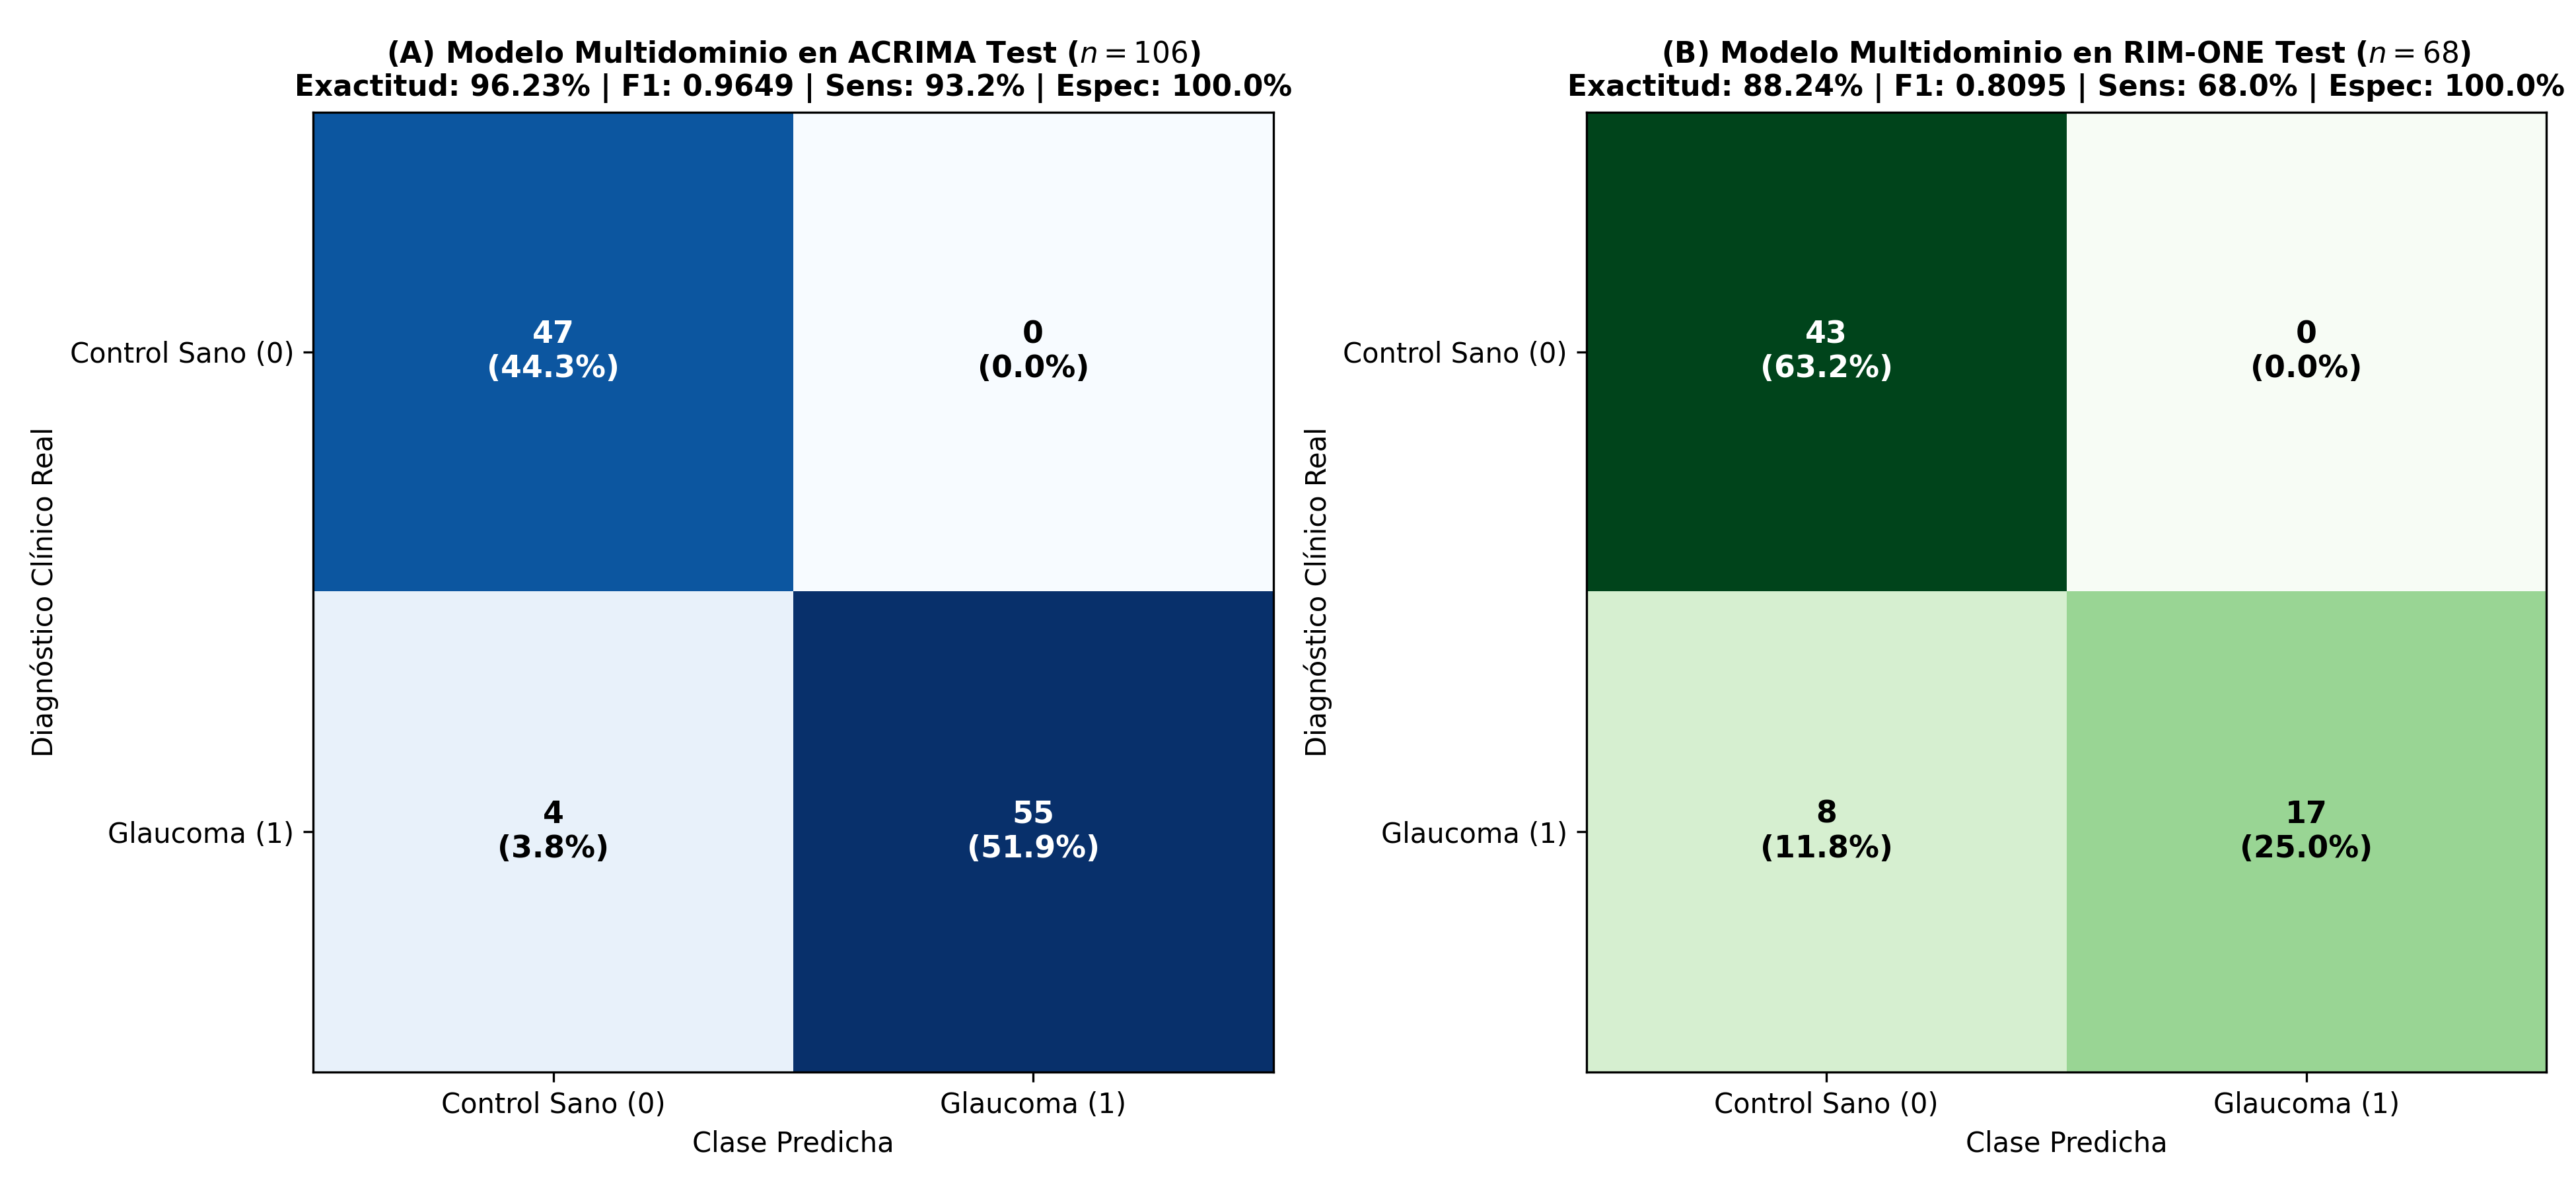 (A) Modelo Multidominio en ACRIMA Test (n = 106)
Exactitud: 96.23% | F1: 0.9649 | Sens: 93.2% | Espec: 100.0%
Diagnóstico Clínico Real
Control Sano (0)
47
(44.3%)
0
(0.0%)
Glaucoma (1)
4
(3.8%)
55
(51.9%)
Control Sano (0)
Glaucoma (1)
Clase Predicha
(B) Modelo Multidominio en RIM-ONE Test (n = 68)
Exactitud: 88.24% | F1: 0.8095 | Sens: 68.0% | Espec: 100.0%
Diagnóstico Clínico Real
Control Sano (0)
43
(63.2%)
0
(0.0%)
Glaucoma (1)
8
(11.8%)
17
(25.0%)
Control Sano (0)
Glaucoma (1)
Clase Predicha